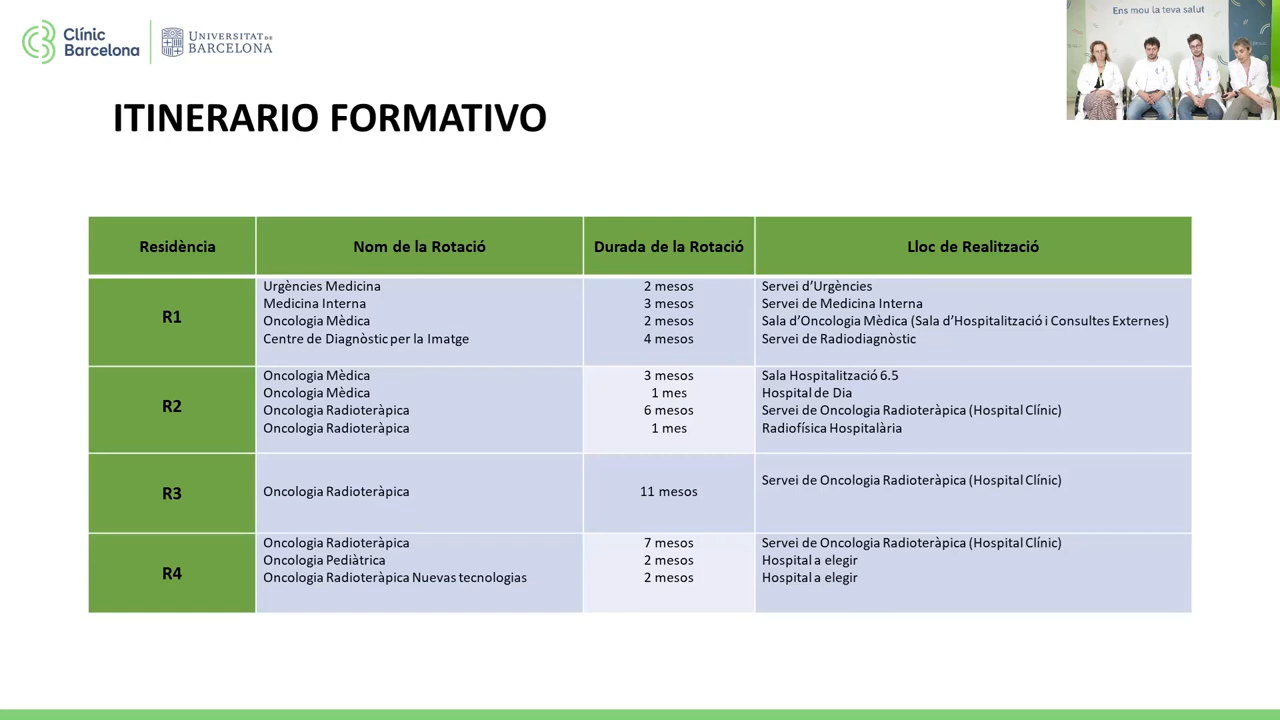 Clínic
Barcelona
UNIVERSITAT DE
BARCELONA
Ens mou la teva salut
ITINERARIO FORMATIVO
Residència Nom de la Rotació Durada de la Rotació Lloc de Realització
R1
Urgències Medicina 2 mesos Servei d’Urgències
Medicina Interna 3 mesos Servei de Medicina Interna
Oncologia Mèdica 2 mesos Sala d’Oncologia Mèdica (Sala d’Hospitalització i Consultes Externes)
Centre de Diagnòstic per la Imatge 4 mesos Servei de Radiodiagnòstic
R2
Oncologia Mèdica 3 mesos Sala Hospitalització 6.5
Oncologia Mèdica 1 mes Hospital de Dia
Oncologia Radioteràpica 6 mesos Servei de Oncologia Radioteràpica (Hospital Clínic)
Oncologia Radioteràpica 1 mes Radiofísica Hospitalària
R3
Oncologia Radioteràpica 11 mesos Servei de Oncologia Radioteràpica (Hospital Clínic)
R4
Oncologia Radioteràpica 7 mesos Servei de Oncologia Radioteràpica (Hospital Clínic)
Oncologia Pediàtrica 2 mesos Hospital a elegir
Oncologia Radioteràpica Nuevas tecnologias 2 mesos Hospital a elegir